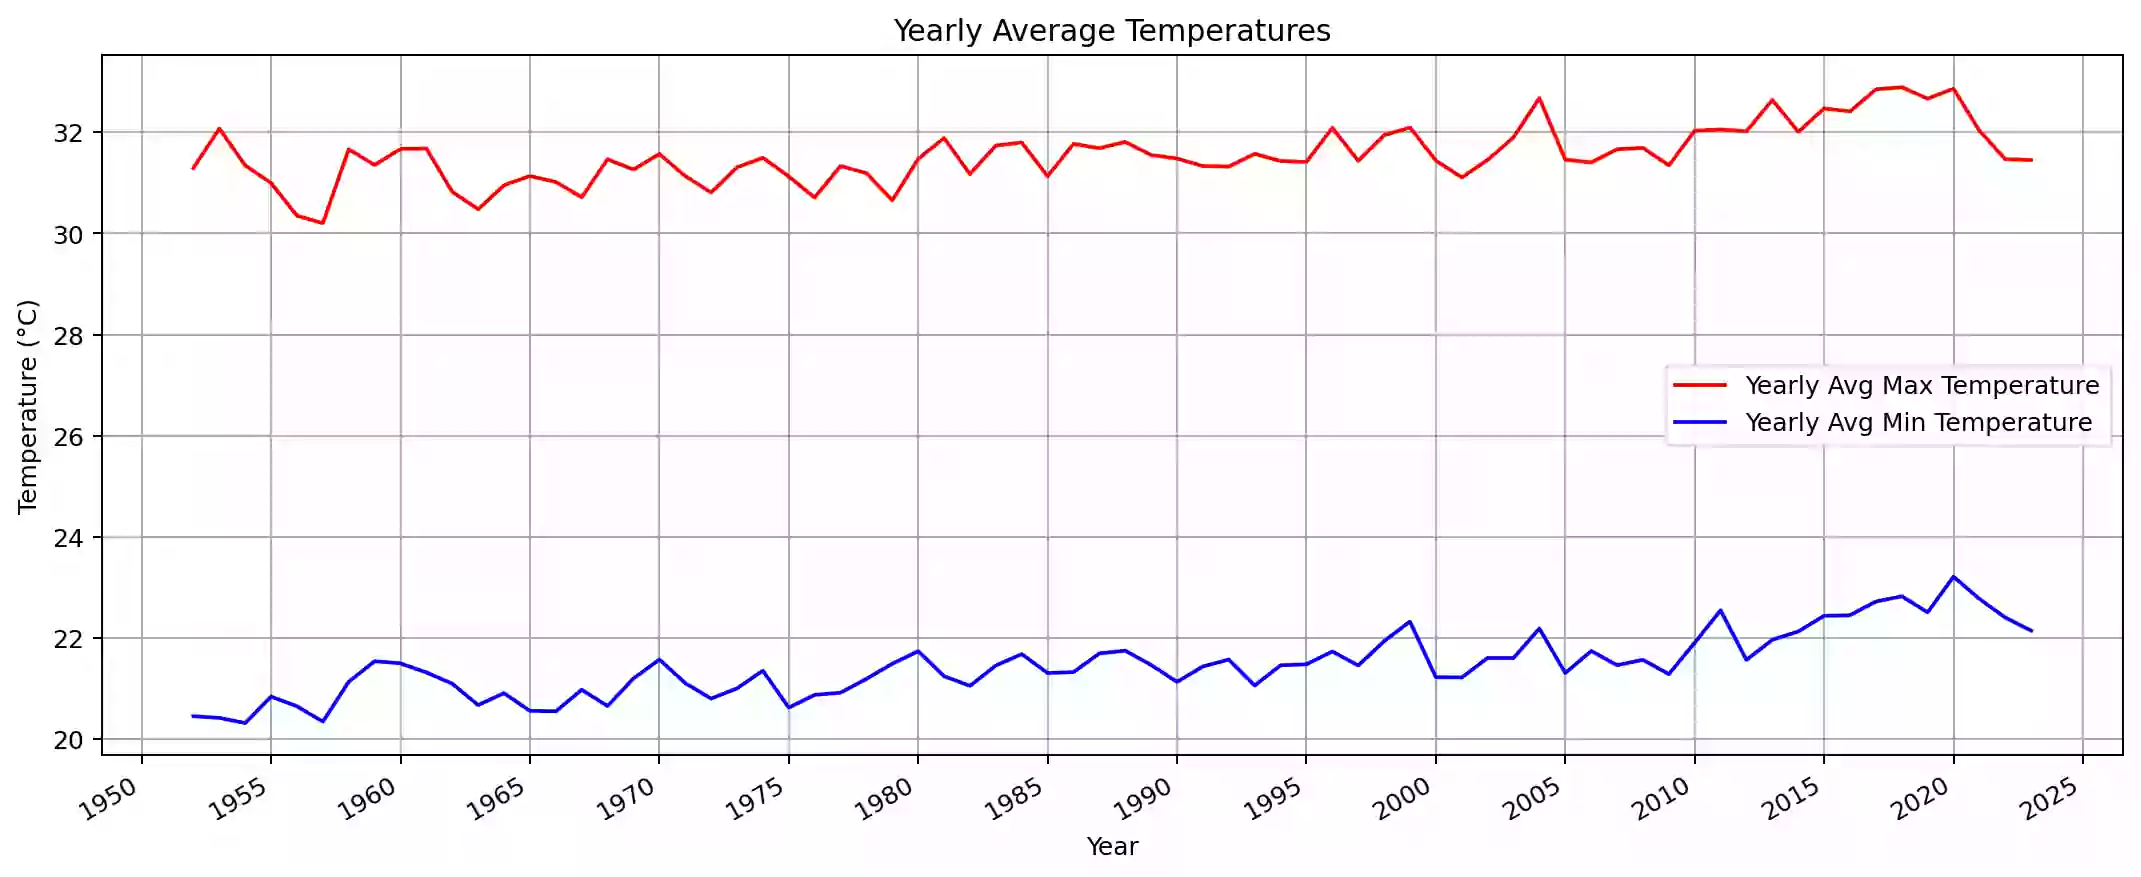 Yearly Average Temperatures
Temperature (°C)
32
30
28
26
24
22
20
Yearly Avg Max Temperature
Yearly Avg Min Temperature
1950 1955 1960 1965 1970 1975 1980 1985 1990 1995 2000 2005 2010 2015 2020 2025
Year